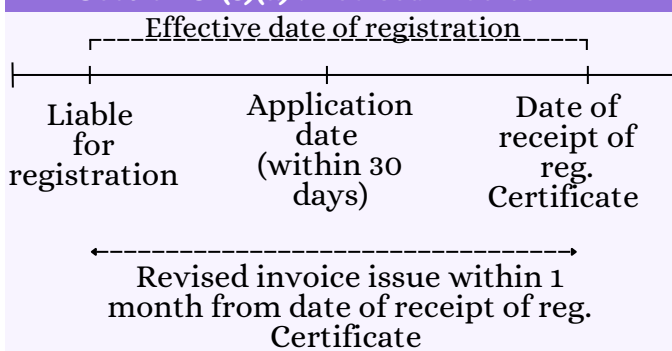 Effective date of registration
Liable
for
registration
Application
date
(within 30
days)
Date of
receipt of
reg.
Certificate
Revised invoice issue within 1
month from date of receipt of reg.
Certificate